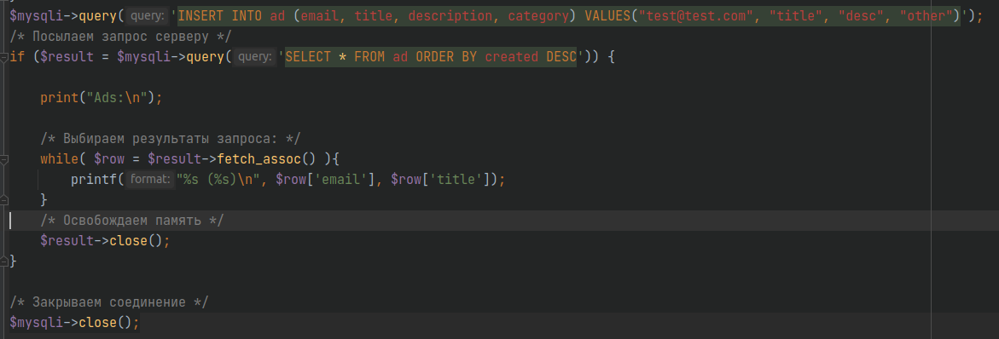 $mysqli->query( query: 'INSERT INTO ad (email, title, description, category) VALUES("test@test.com", "title", "desc", "other")');
/* Посылаем запрос серверу */
if ($result = $mysqli->query( query: 'SELECT * FROM ad ORDER BY created DESC')) {
print("Ads:\n");
/* Выбираем результаты запроса: */
while( $row = $result->fetch_assoc() ){
printf( format: "%s (%s)\n", $row['email'], $row['title']);
}
/* Освобождаем память */
$result->close();
}
/* Закрываем соединение */
$mysqli->close();